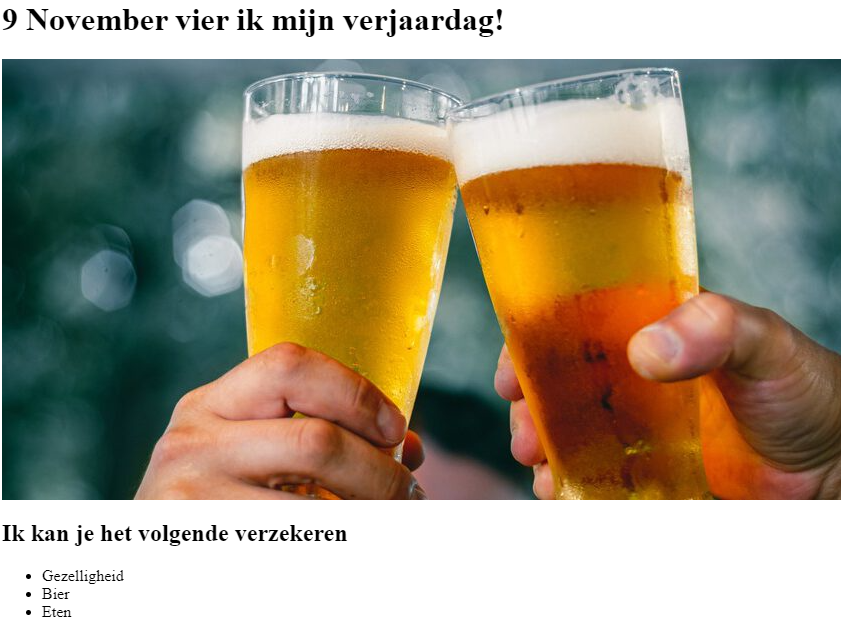 9 November vier ik mijn verjaardag!
Ik kan je het volgende verzekeren
Gezelligheid
Bier
Eten